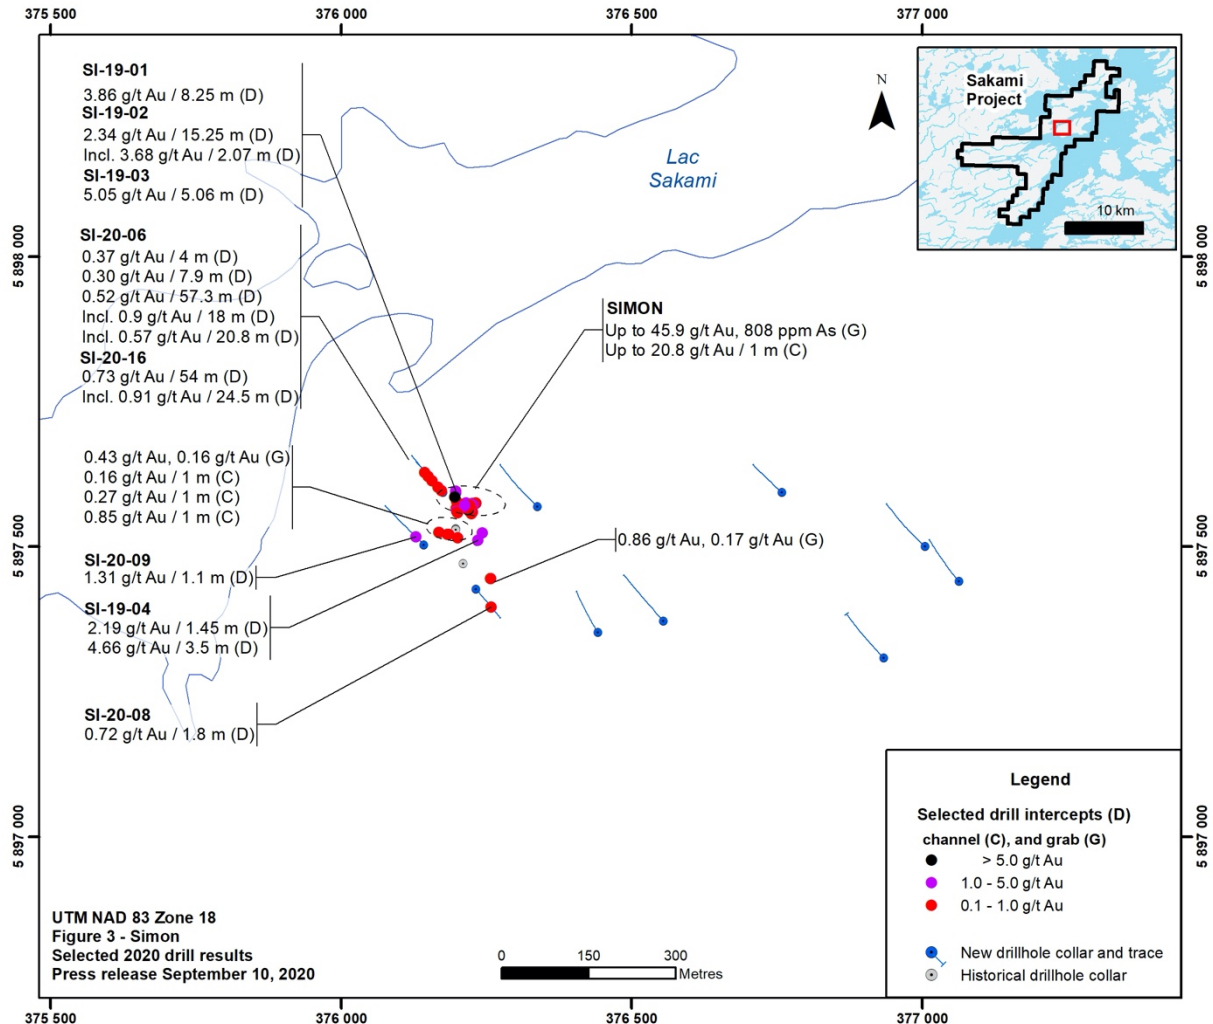 375 500 376 000 376 500 377 000
SI-19-01
3.86 g/t Au / 8.25 m (D)
SI-19-02
2.34 g/t Au / 15.25 m (D)
Incl. 3.68 g/t Au / 2.07 m (D)
SI-19-03
5.05 g/t Au / 5.06 m (D)
SI-20-06
0.37 g/t Au / 4 m (D)
0.30 g/t Au / 7.9 m (D)
0.52 g/t Au / 57.3 m (D)
Incl. 0.9 g/t Au / 18 m (D)
Incl. 0.57 g/t Au / 20.8 m (D)
SI-20-16
0.73 g/t Au / 54 m (D)
Incl. 0.91 g/t Au / 24.5 m (D)
0.43 g/t Au, 0.16 g/t Au (G)
0.16 g/t Au / 1 m (C)
0.27 g/t Au / 1 m (C)
0.85 g/t Au / 1 m (C)
SI-20-09
1.31 g/t Au / 1.1 m (D)
SI-19-04
2.19 g/t Au / 1.45 m (D)
4.66 g/t Au / 3.5 m (D)
SI-20-08
0.72 g/t Au / 1.8 m (D)
Lac
Sakami
N
Sakami
Project
10 km
SIMON
Up to 45.9 g/t Au, 808 ppm As (G)
Up to 20.8 g/t Au / 1 m (C)
0.86 g/t Au, 0.17 g/t Au (G)
5 898 000
5 897 500
5 897 000
5 898 000
5 897 500
5 897 000
Legend
Selected drill intercepts (D)
channel (C), and grab (G)
> 5.0 g/t Au
1.0 - 5.0 g/t Au
0.1 - 1.0 g/t Au
New drillhole collar and trace
Historical drillhole collar
UTM NAD 83 Zone 18
Figure 3 - Simon
Selected 2020 drill results
Press release September 10, 2020
0 150 300
Metres
375 500 376 000 376 500 377 000